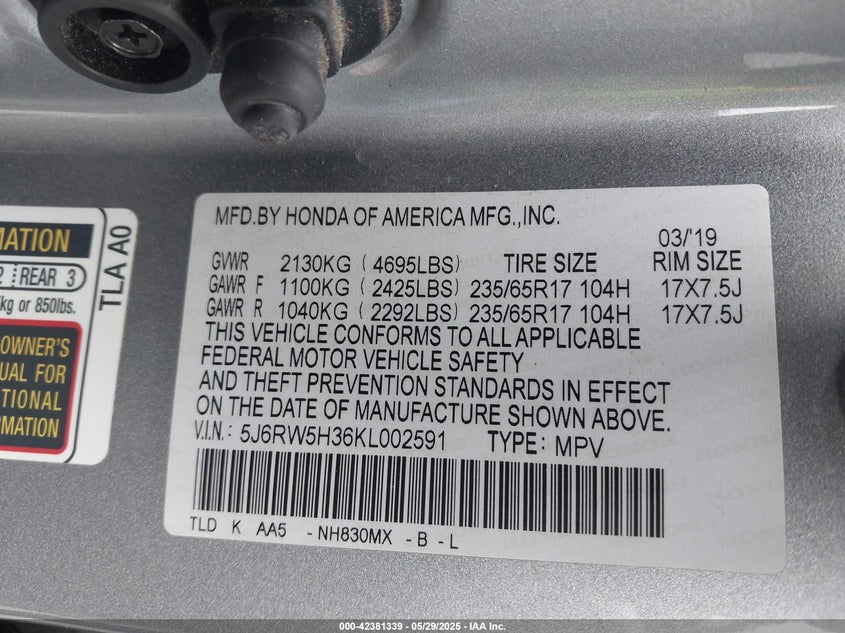 MATION
2 REAR 3
kg or 850lbs.
OWNER'S
UAL FOR
TIONAL
RMATION
TLA A0
MFD.BY HONDA OF AMERICA MFG.,INC.
03/'19
GVWR 2130KG (4695LBS) TIRE SIZE RIM SIZE
GAWR F 1100KG (2425LBS) 235/65R17 104H 17X7.5J
GAWR R 1040KG (2292LBS) 235/65R17 104H 17X7.5J
THIS VEHICLE CONFORMS TO ALL APPLICABLE
FEDERAL MOTOR VEHICLE SAFETY
AND THEFT PREVENTION STANDARDS IN EFFECT
ON THE DATE OF MANUFACTURE SHOWN ABOVE.
V.I.N.: 5J6RW5H36KL002591 TYPE: MPV
TLD K AA5 -NH830MX -B -L
000-42381339 - 05/29/2025 - IAA Inc.